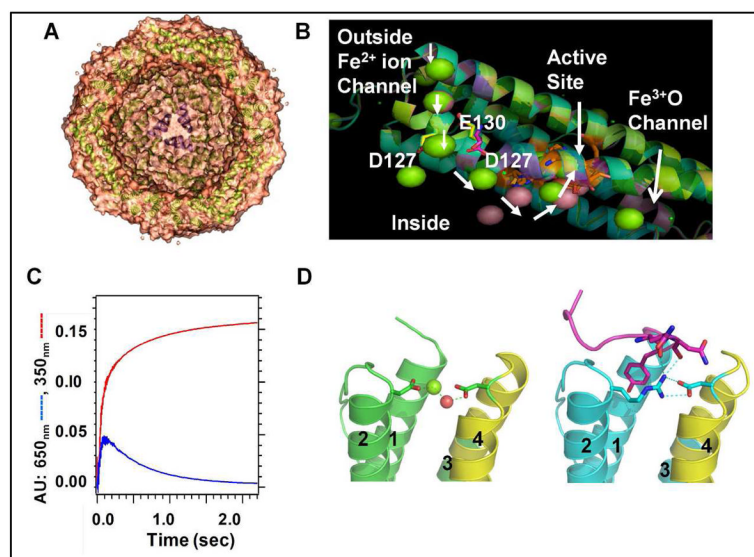 A
B
Outside
Fe²⁺ ion
Channel
Active
Site
Fe³⁺O
Channel
E130
D127
D127
Inside
C
AU: 650nm ----, 350nm ----
0.15
0.10
0.05
0.00
0.0 1.0 2.0
Time (sec)
D
2 1 4
3
2 1 4
3